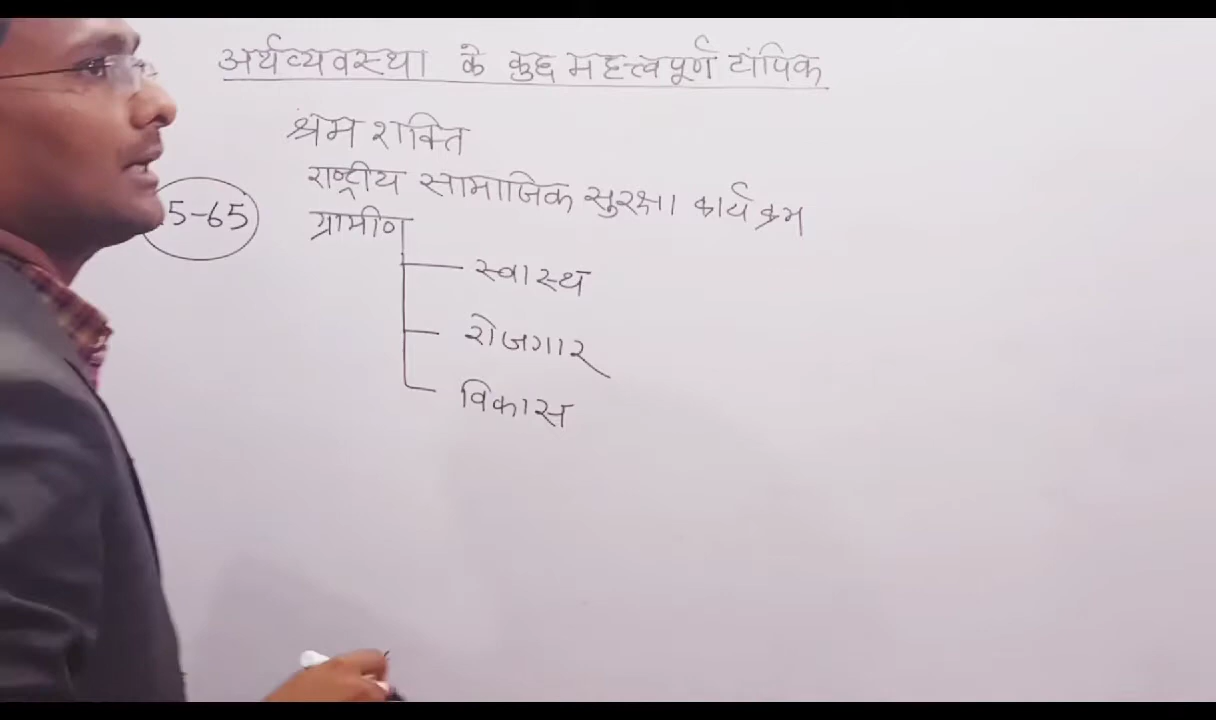 अर्थव्यवस्था के कुछ महत्त्वपूर्ण टॉपिक
श्रम शक्ति
राष्ट्रीय सामाजिक सुरक्षा कार्यक्रम
5-65
ग्रामीण
स्वास्थ
रोजगार
विकास